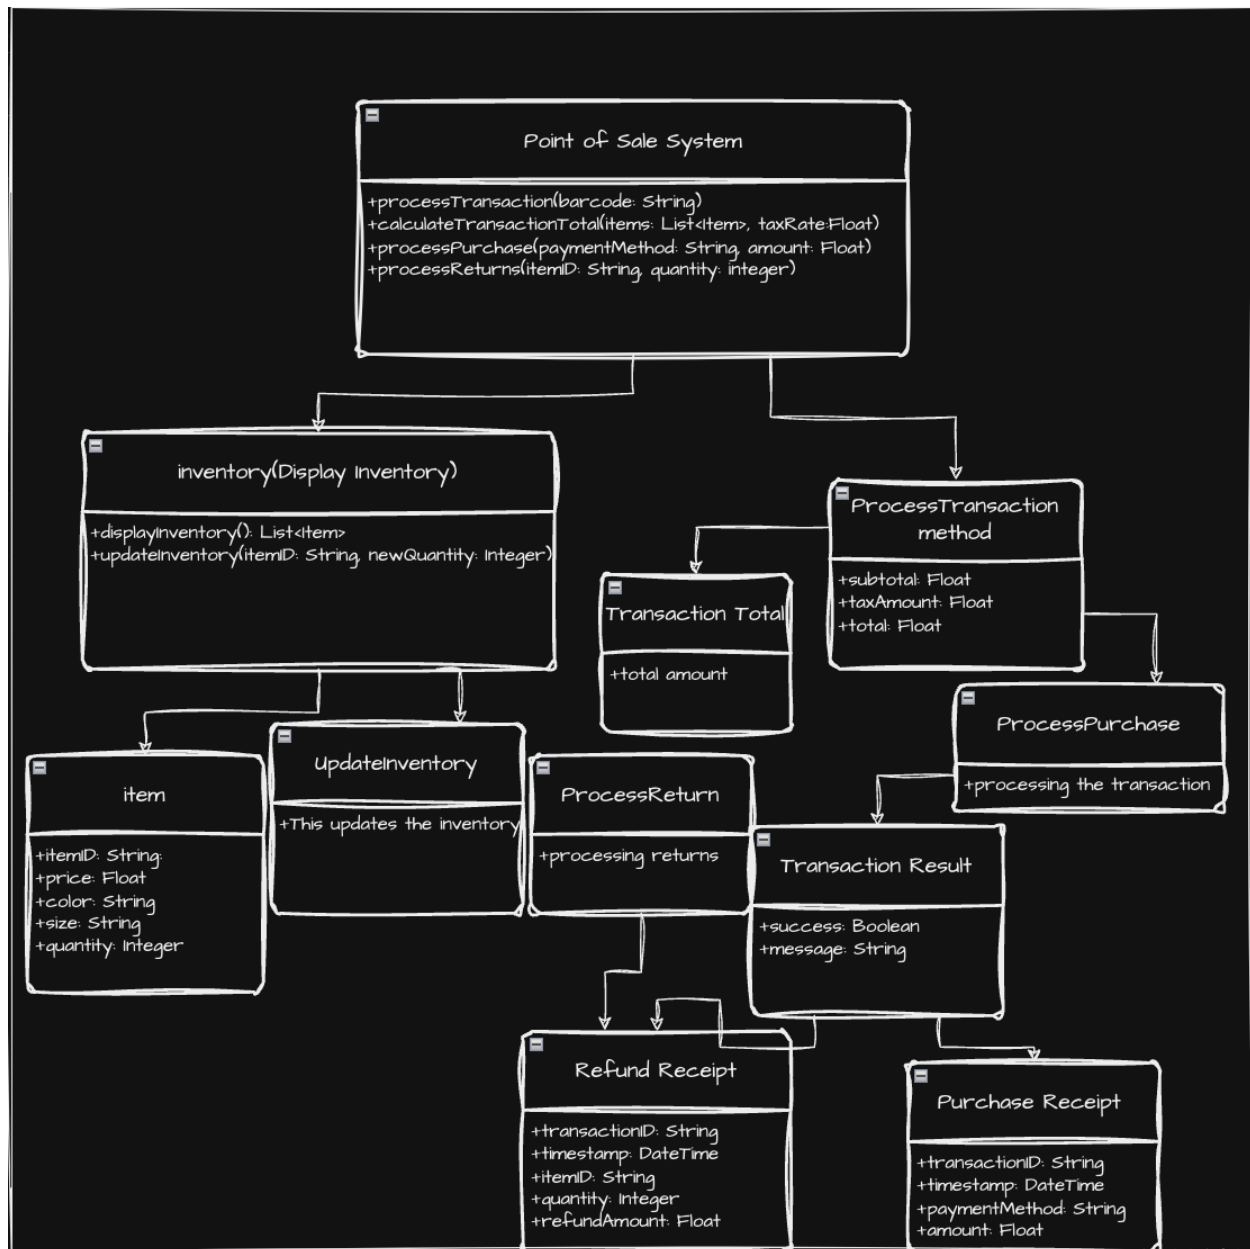 Point of Sale System
+processTransaction(barcode: String)
+calculateTransactionTotal(items: List<Item>, taxRate:Float)
+processPurchase(paymentMethod: String, amount: Float)
+processReturns(itemID: String, quantity: integer)
inventory(Display Inventory)
+displayInventory(): List<Item>
+updateInventory(itemID: String, newQuantity: Integer)
ProcessTransaction
method
+subtotal: Float
+taxAmount: Float
+total: Float
Transaction Total
+total amount
ProcessPurchase
+processing the transaction
item
+itemID: String:
+price: Float
+color: String
+size: String
+quantity: Integer
UpdateInventory
+This updates the inventory
ProcessReturn
+processing returns
Transaction Result
+success: Boolean
+message: String
Refund Receipt
+transactionID: String
+timestamp: DateTime
+itemID: String
+quantity: Integer
+refundAmount: Float
Purchase Receipt
+transactionID: String
+timestamp: DateTime
+paymentMethod: String
+amount: Float